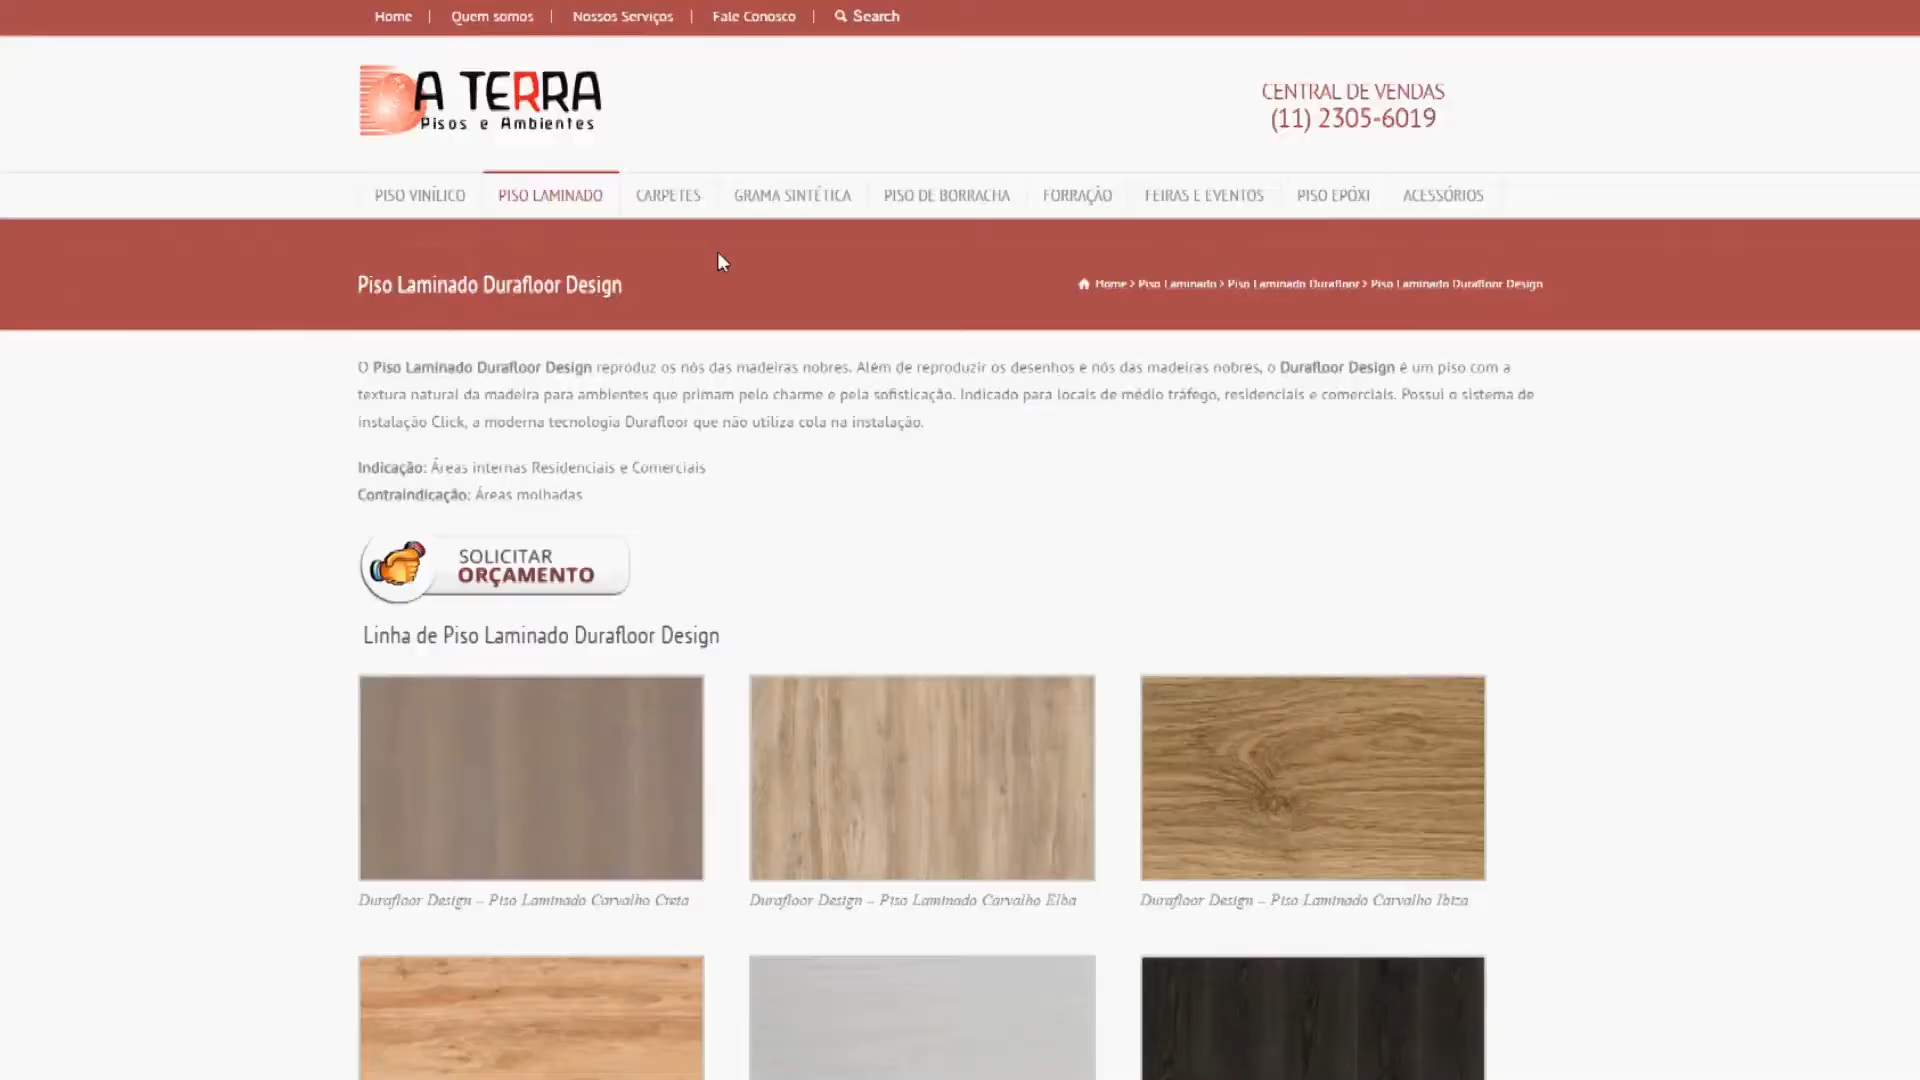 Home | Quem somos | Nossos Serviços | Fale Conosco | Search
A TERRA
Pisos e Ambientes
CENTRAL DE VENDAS
(11) 2305-6019
PISO VINÍLICO PISO LAMINADO CARPETES GRAMA SINTÉTICA PISO DE BORRACHA FORRAÇÃO FEIRAS E EVENTOS PISO EPÓXI ACESSÓRIOS
Piso Laminado Durafloor Design
Home > Piso Laminado > Piso Laminado Durafloor > Piso Laminado Durafloor Design
O Piso Laminado Durafloor Design reproduz os nós das madeiras nobres. Além de reproduzir os desenhos e nós das madeiras nobres, o Durafloor Design é um piso com a
textura natural da madeira para ambientes que primam pelo charme e pela sofisticação. Indicado para locais de médio tráfego, residenciais e comerciais. Possui o sistema de
instalação Click, a moderna tecnologia Durafloor que não utiliza cola na instalação.
Indicação: Áreas internas Residenciais e Comerciais
Contraindicação: Áreas molhadas
SOLICITAR
ORÇAMENTO
Linha de Piso Laminado Durafloor Design
Durafloor Design – Piso Laminado Carvalho Creta
Durafloor Design – Piso Laminado Carvalho Elba
Durafloor Design – Piso Laminado Carvalho Ibiza